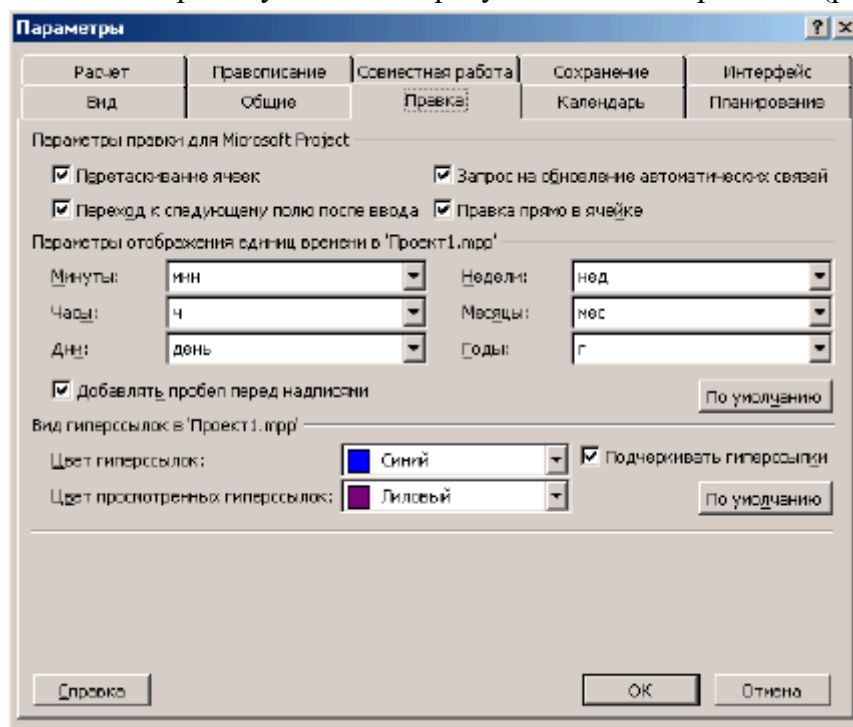 Параметры
Расчет Правописание Совместная работа Сохранение Интерфейс
Вид Общие Правка Календарь Планирование
Параметры правки для Microsoft Project
Перетаскивание ячеек Запрос на обновление автоматических связей
Переход к следующему полю после ввода Правка прямо в ячейке
Параметры отображения единиц времени в 'Проект1.mpp'
Минуты: мин Недели: нед
Часы: ч Месяцы: мес
Дни: день Годы: г
Добавлять пробел перед надписями
По умолчанию
Вид гиперссылок в 'Проект1.mpp'
Цвет гиперссылок: Синий Подчеркивать гиперссылки
Цвет просмотренных гиперссылок: Лиловый По умолчанию
Справка ОК Отмена